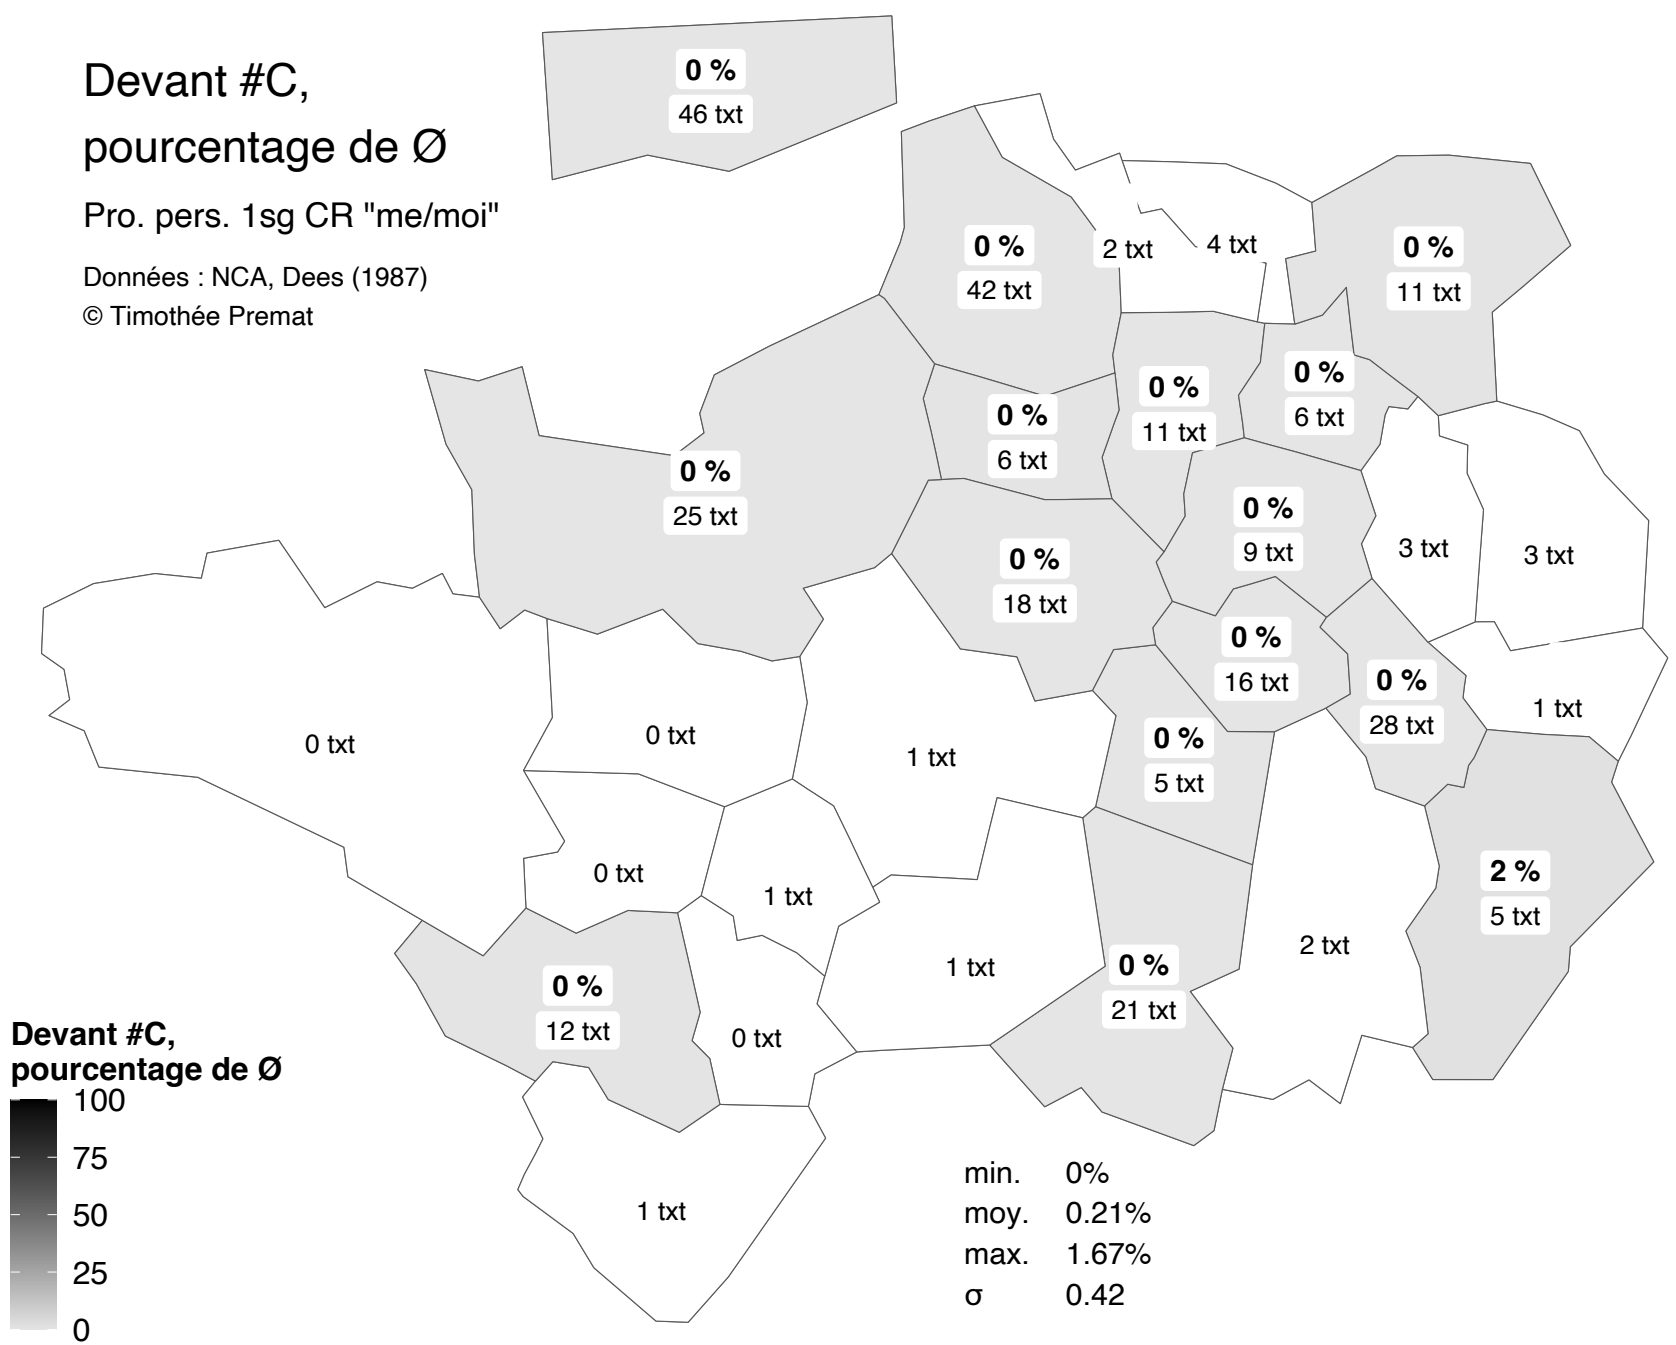 Devant #C,
pourcentage de Ø
Pro. pers. 1sg CR "me/moi"
Données : NCA, Dees (1987)
© Timothée Premat
0 %
46 txt
0 %
42 txt
2 txt
4 txt
0 %
11 txt
0 %
6 txt
0 %
11 txt
0 %
6 txt
0 %
25 txt
0 %
9 txt
3 txt
3 txt
0 %
18 txt
0 %
16 txt
0 %
28 txt
1 txt
0 txt
0 txt
1 txt
0 %
5 txt
0 txt
1 txt
2 %
5 txt
2 txt
1 txt
0 %
21 txt
0 %
12 txt
0 txt
1 txt
Devant #C,
pourcentage de Ø
100
75
50
25
0
min. 0%
moy. 0.21%
max. 1.67%
σ 0.42